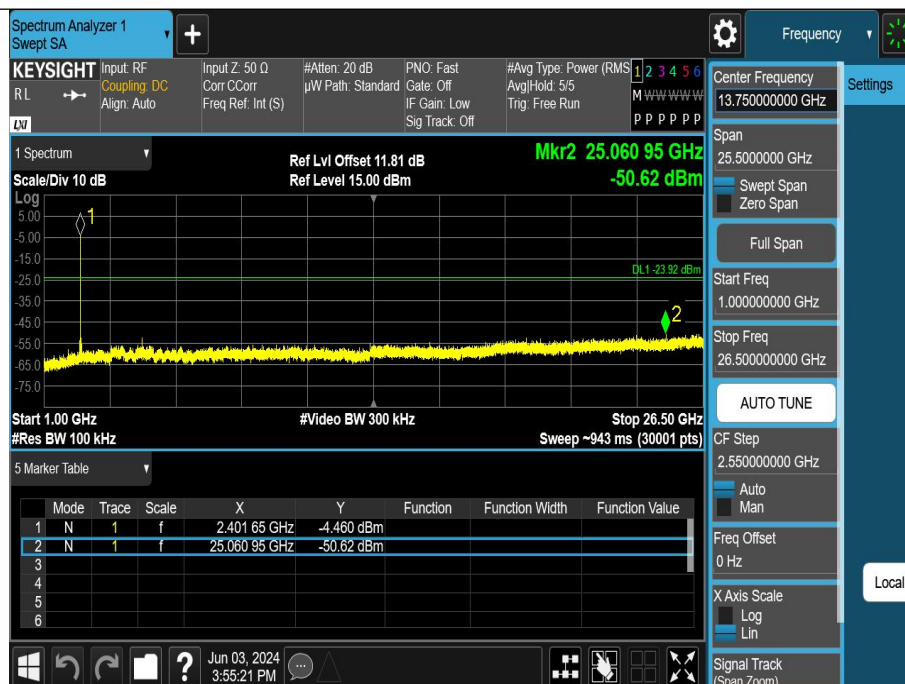 Spectrum Analyzer 1
Swept SA
Frequency
KEYSIGHT
RL
LXI
Input: RF
Coupling: DC
Align: Auto
Input Z: 50 Ω
Corr CCorr
Freq Ref: Int (S)
#Atten: 20 dB
µW Path: Standard
PNO: Fast
Gate: Off
IF Gain: Low
Sig Track: Off
#Avg Type: Power (RMS
Avg|Hold: 5/5
Trig: Free Run
1 2 3 4 5 6
M W W W W W
P P P P P P
Center Frequency
13.750000000 GHz
Settings
1 Spectrum
Scale/Div 10 dB
Ref Lvl Offset 11.81 dB
Ref Level 15.00 dBm
Mkr2 25.060 95 GHz
-50.62 dBm
Log
5.00
-5.00
-15.0
-25.0
-35.0
-45.0
-55.0
-65.0
-75.0
1
DL1 -23.92 dBm
2
Start 1.00 GHz
#Res BW 100 kHz
#Video BW 300 kHz
Stop 26.50 GHz
Sweep ~943 ms (30001 pts)
Span
25.5000000 GHz
Swept Span
Zero Span
Full Span
Start Freq
1.000000000 GHz
Stop Freq
26.500000000 GHz
AUTO TUNE
CF Step
2.550000000 GHz
Auto
Man
Freq Offset
0 Hz
X Axis Scale
Log
Lin
Signal Track
(Span Zoom)
Local
5 Marker Table
Mode Trace Scale X Y Function Function Width Function Value
1 N 1 f 2.401 65 GHz -4.460 dBm
2 N 1 f 25.060 95 GHz -50.62 dBm
3
4
5
6
?
Jun 03, 2024
3:55:21 PM